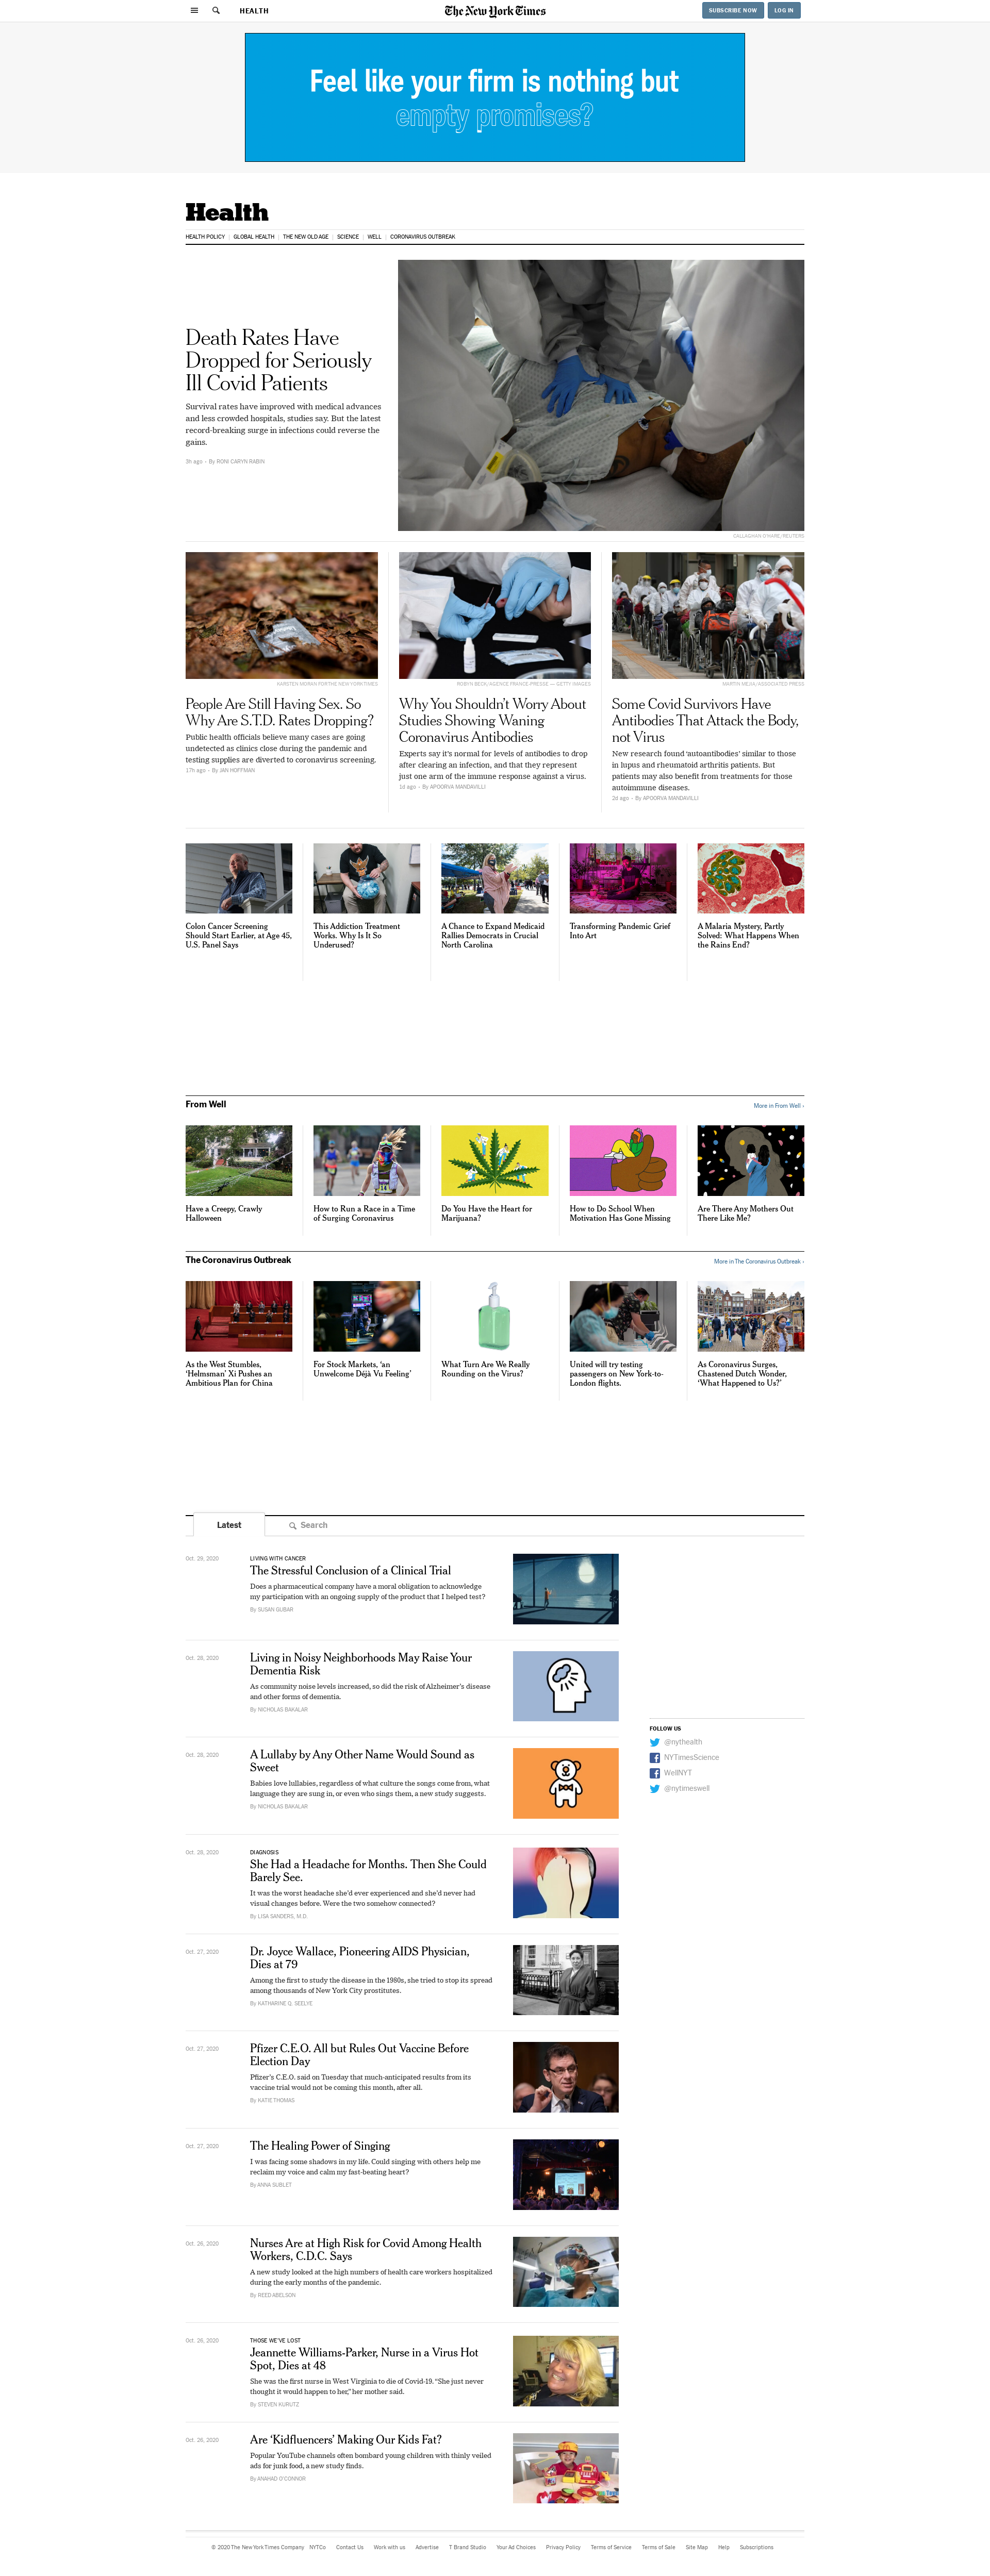 HEALTH
The New York Times
SUBSCRIBE NOW
LOG IN
Feel like your firm is nothing but
empty promises?
Health
HEALTH POLICY
GLOBAL HEALTH
THE NEW OLD AGE
SCIENCE
WELL
CORONAVIRUS OUTBREAK
Death Rates Have
Dropped for Seriously
Ill Covid Patients
Survival rates have improved with medical advances
and less crowded hospitals, studies say. But the latest
record-breaking surge in infections could reverse the
gains.
3h ago - By RONI CARYN RABIN
CALLAGHAN O'HARE/REUTERS
KARSTEN MORAN FOR THE NEW YORK TIMES
People Are Still Having Sex. So
Why Are S.T.D. Rates Dropping?
Public health officials believe many cases are going
undetected as clinics close during the pandemic and
testing supplies are diverted to coronavirus screening.
17h ago - By JAN HOFFMAN
ROBYN BECK/AGENCE FRANCE-PRESSE — GETTY IMAGES
Why You Shouldn't Worry About
Studies Showing Waning
Coronavirus Antibodies
Experts say it's normal for levels of antibodies to drop
after clearing an infection, and that they represent
just one arm of the immune response against a virus.
1d ago - By APOORVA MANDAVILLI
MARTIN MEJIA/ASSOCIATED PRESS
Some Covid Survivors Have
Antibodies That Attack the Body,
not Virus
New research found 'autoantibodies' similar to those
in lupus and rheumatoid arthritis patients. But
patients may also benefit from treatments for those
autoimmune diseases.
2d ago - By APOORVA MANDAVILLI
Colon Cancer Screening
Should Start Earlier, at Age 45,
U.S. Panel Says
This Addiction Treatment
Works. Why Is It So
Underused?
A Chance to Expand Medicaid
Rallies Democrats in Crucial
North Carolina
Transforming Pandemic Grief
Into Art
A Malaria Mystery, Partly
Solved: What Happens When
the Rains End?
From Well
More in From Well ›
Have a Creepy, Crawly
Halloween
How to Run a Race in a Time
of Surging Coronavirus
Do You Have the Heart for
Marijuana?
How to Do School When
Motivation Has Gone Missing
Are There Any Mothers Out
There Like Me?
The Coronavirus Outbreak
More in The Coronavirus Outbreak ›
As the West Stumbles,
'Helmsman' Xi Pushes an
Ambitious Plan for China
For Stock Markets, 'an
Unwelcome Déjà Vu Feeling'
What Turn Are We Really
Rounding on the Virus?
United will try testing
passengers on New York-to-
London flights.
As Coronavirus Surges,
Chastened Dutch Wonder,
'What Happened to Us?'
Latest
Search
Oct. 29, 2020
LIVING WITH CANCER
The Stressful Conclusion of a Clinical Trial
Does a pharmaceutical company have a moral obligation to acknowledge
my participation with an ongoing supply of the product that I helped test?
By SUSAN GUBAR
Oct. 28, 2020
Living in Noisy Neighborhoods May Raise Your
Dementia Risk
As community noise levels increased, so did the risk of Alzheimer's disease
and other forms of dementia.
By NICHOLAS BAKALAR
Oct. 28, 2020
A Lullaby by Any Other Name Would Sound as
Sweet
Babies love lullabies, regardless of what culture the songs come from, what
language they are sung in, or even who sings them, a new study suggests.
By NICHOLAS BAKALAR
Oct. 28, 2020
DIAGNOSIS
She Had a Headache for Months. Then She Could
Barely See.
It was the worst headache she'd ever experienced and she'd never had
visual changes before. Were the two somehow connected?
By LISA SANDERS, M.D.
Oct. 27, 2020
Dr. Joyce Wallace, Pioneering AIDS Physician,
Dies at 79
Among the first to study the disease in the 1980s, she tried to stop its spread
among thousands of New York City prostitutes.
By KATHARINE Q. SEELYE
Oct. 27, 2020
Pfizer C.E.O. All but Rules Out Vaccine Before
Election Day
Pfizer's C.E.O. said on Tuesday that much-anticipated results from its
vaccine trial would not be coming this month, after all.
By KATIE THOMAS
Oct. 27, 2020
The Healing Power of Singing
I was facing some shadows in my life. Could singing with others help me
reclaim my voice and calm my fast-beating heart?
By ANNA SUBLET
Oct. 26, 2020
Nurses Are at High Risk for Covid Among Health
Workers, C.D.C. Says
A new study looked at the high numbers of health care workers hospitalized
during the early months of the pandemic.
By REED ABELSON
Oct. 26, 2020
THOSE WE'VE LOST
Jeannette Williams-Parker, Nurse in a Virus Hot
Spot, Dies at 48
She was the first nurse in West Virginia to die of Covid-19. "She just never
thought it would happen to her," her mother said.
By STEVEN KURUTZ
Oct. 26, 2020
Are 'Kidfluencers' Making Our Kids Fat?
Popular YouTube channels often bombard young children with thinly veiled
ads for junk food, a new study finds.
By ANAHAD O'CONNOR
FOLLOW US
@nythealth
NYTimesScience
WellNYT
@nytimeswell
© 2020 The New York Times Company
NYTCo
Contact Us
Work with us
Advertise
T Brand Studio
Your Ad Choices
Privacy Policy
Terms of Service
Terms of Sale
Site Map
Help
Subscriptions